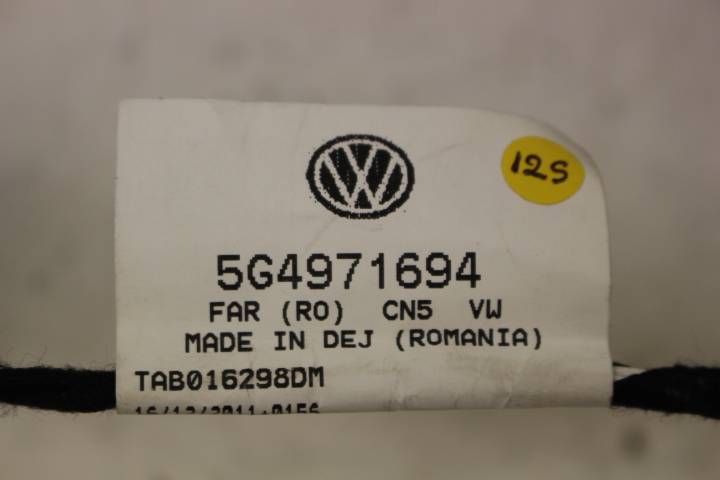 12S
5G4971694
FAR (RO) CN5 VW
MADE IN DEJ (ROMANIA)
TAB016298DM